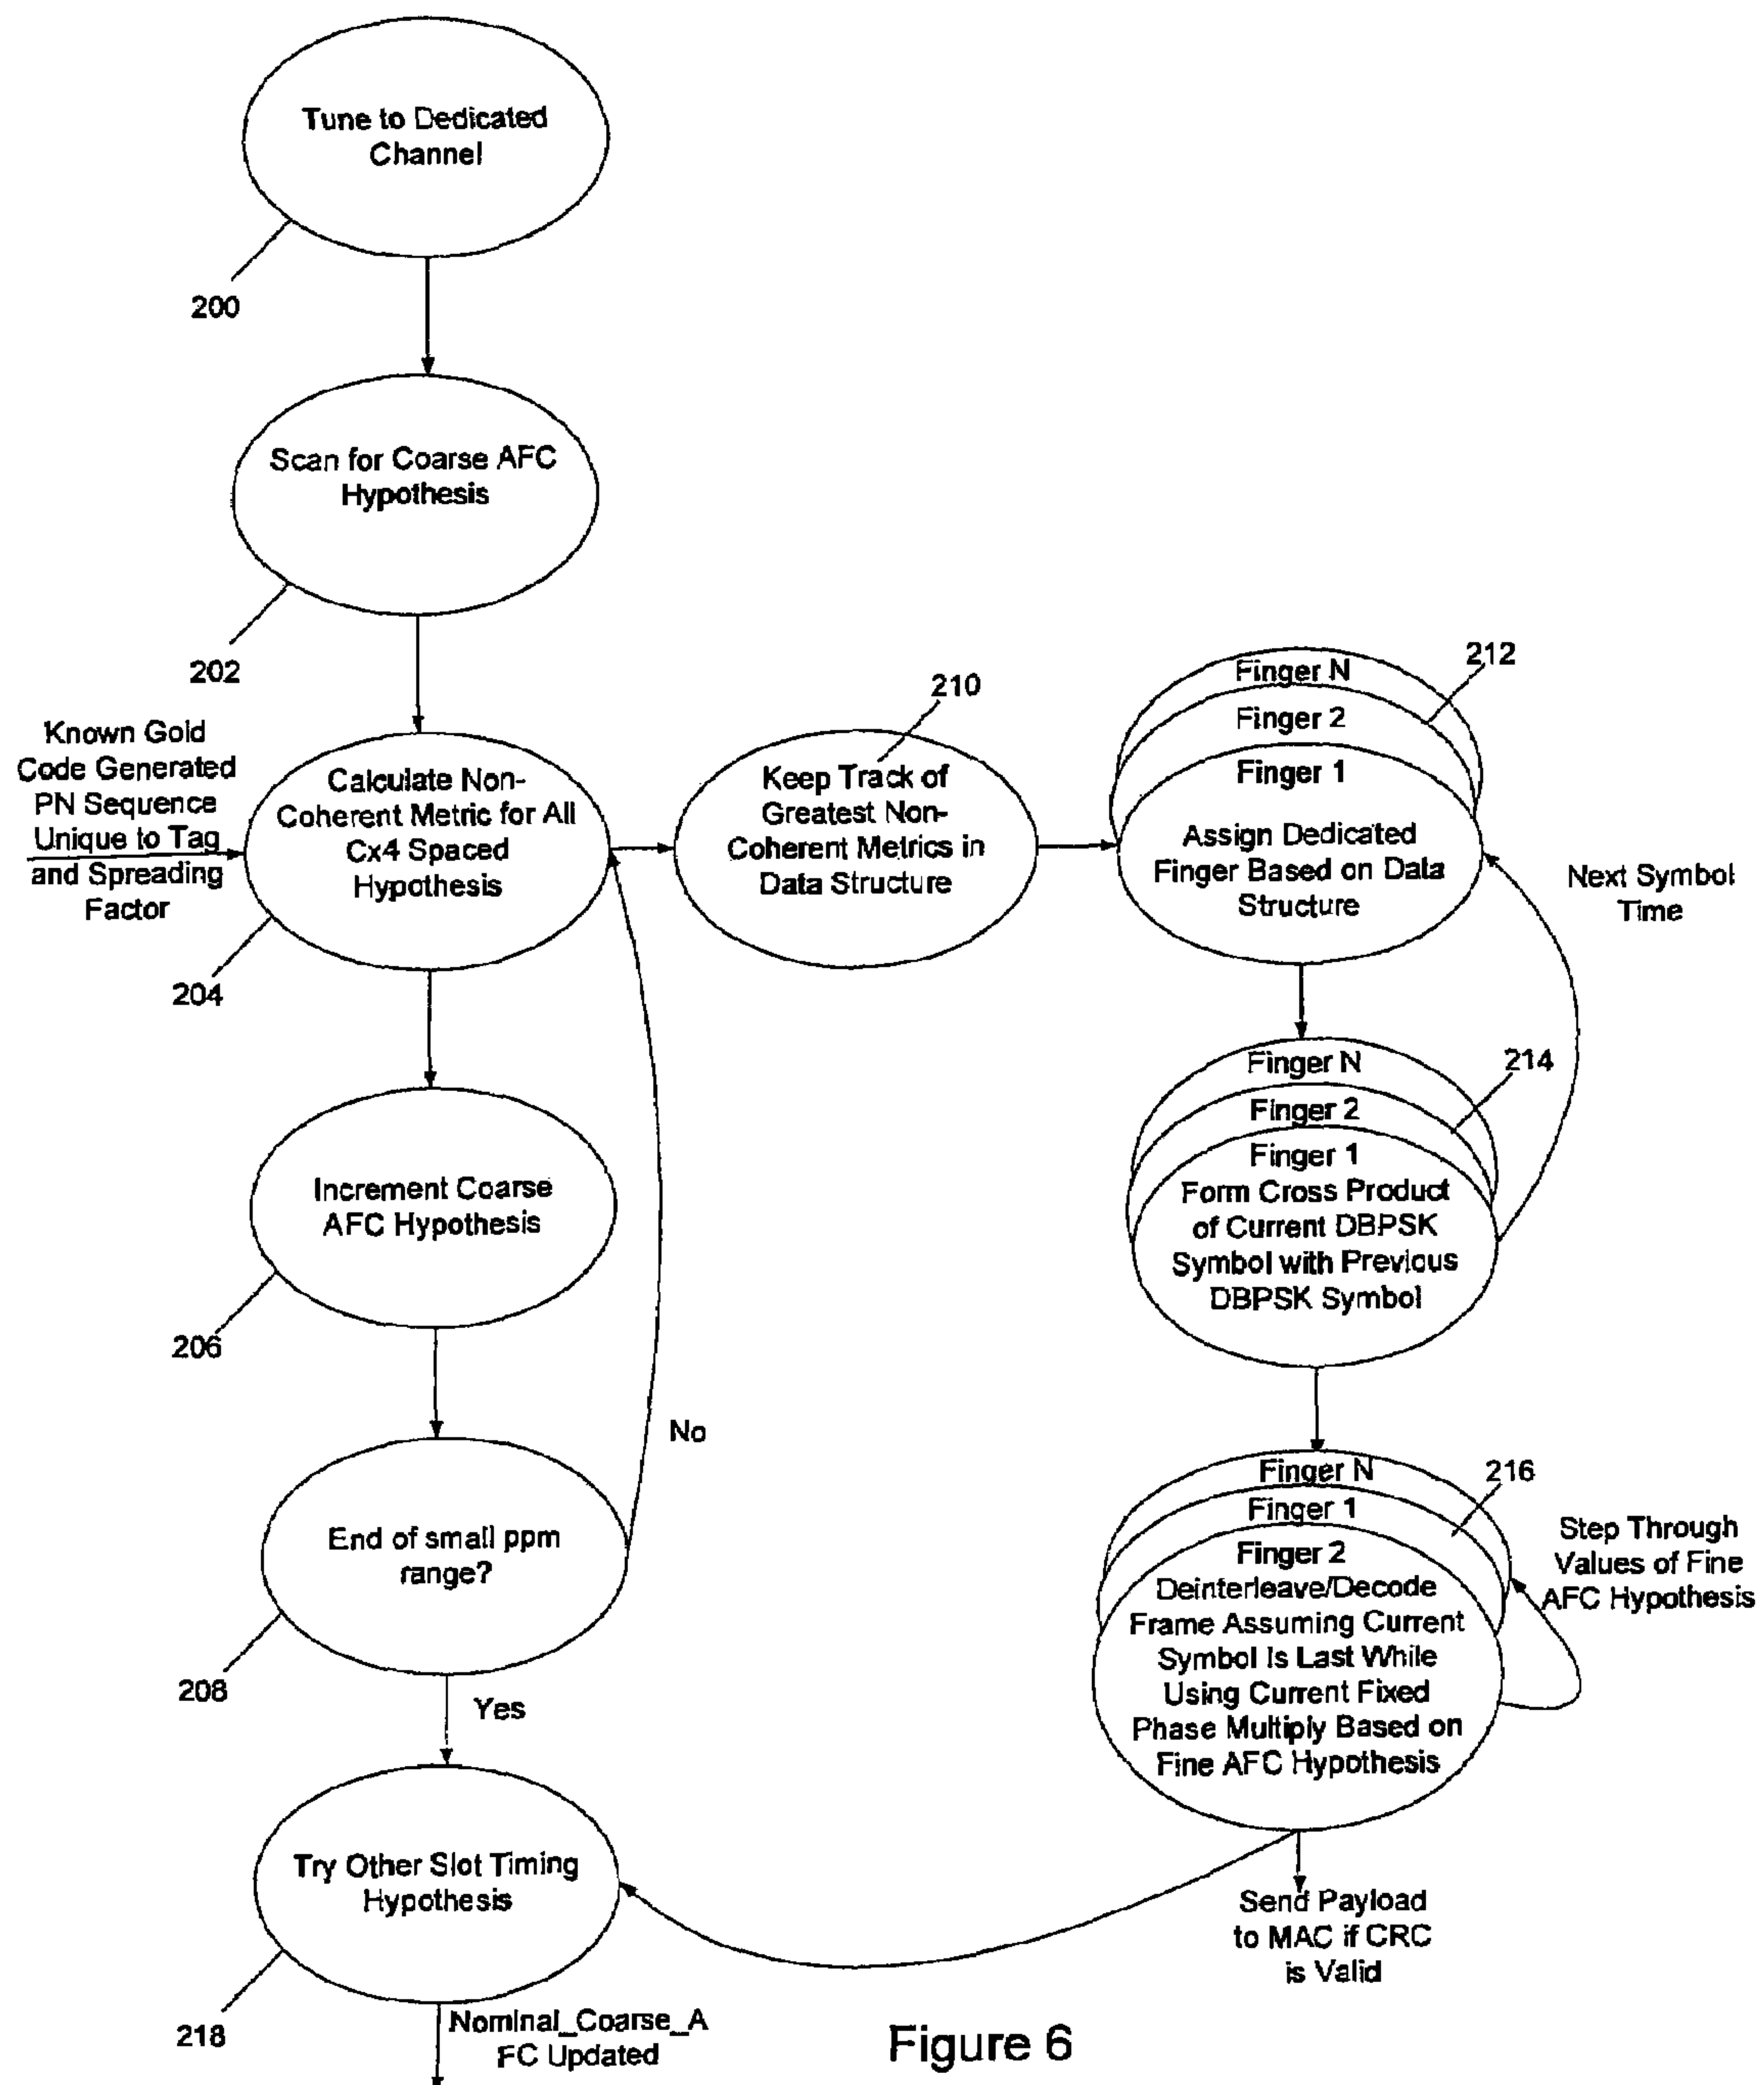 Tune to Dedicated
Channel
200
Scan for Coarse AFC
Hypothesis
202
Known Gold
Code Generated
PN Sequence
Unique to Tag
and Spreading
Factor
Calculate Non-
Coherent Metric for All
Cx4 Spaced
Hypothesis
204
210
Keep Track of
Greatest Non-
Coherent Metrics in
Data Structure
212
Finger N
Finger 2
Finger 1
Assign Dedicated
Finger Based on Data
Structure
Next Symbol
Time
Increment Coarse
AFC Hypothesis
206
214
Finger N
Finger 2
Finger 1
Form Cross Product
of Current DBPSK
Symbol with Previous
DBPSK Symbol
End of small ppm
range?
No
208
Yes
216
Finger N
Finger 1
Finger 2
Deinterleave/Decode
Frame Assuming Current
Symbol Is Last While
Using Current Fixed
Phase Multiply Based on
Fine AFC Hypothesis
Step Through
Values of Fine
AFC Hypothesis
Try Other Slot Timing
Hypothesis
218
Send Payload
to MAC if CRC
is Valid
Nominal_Coarse_A
FC Updated
Figure 6